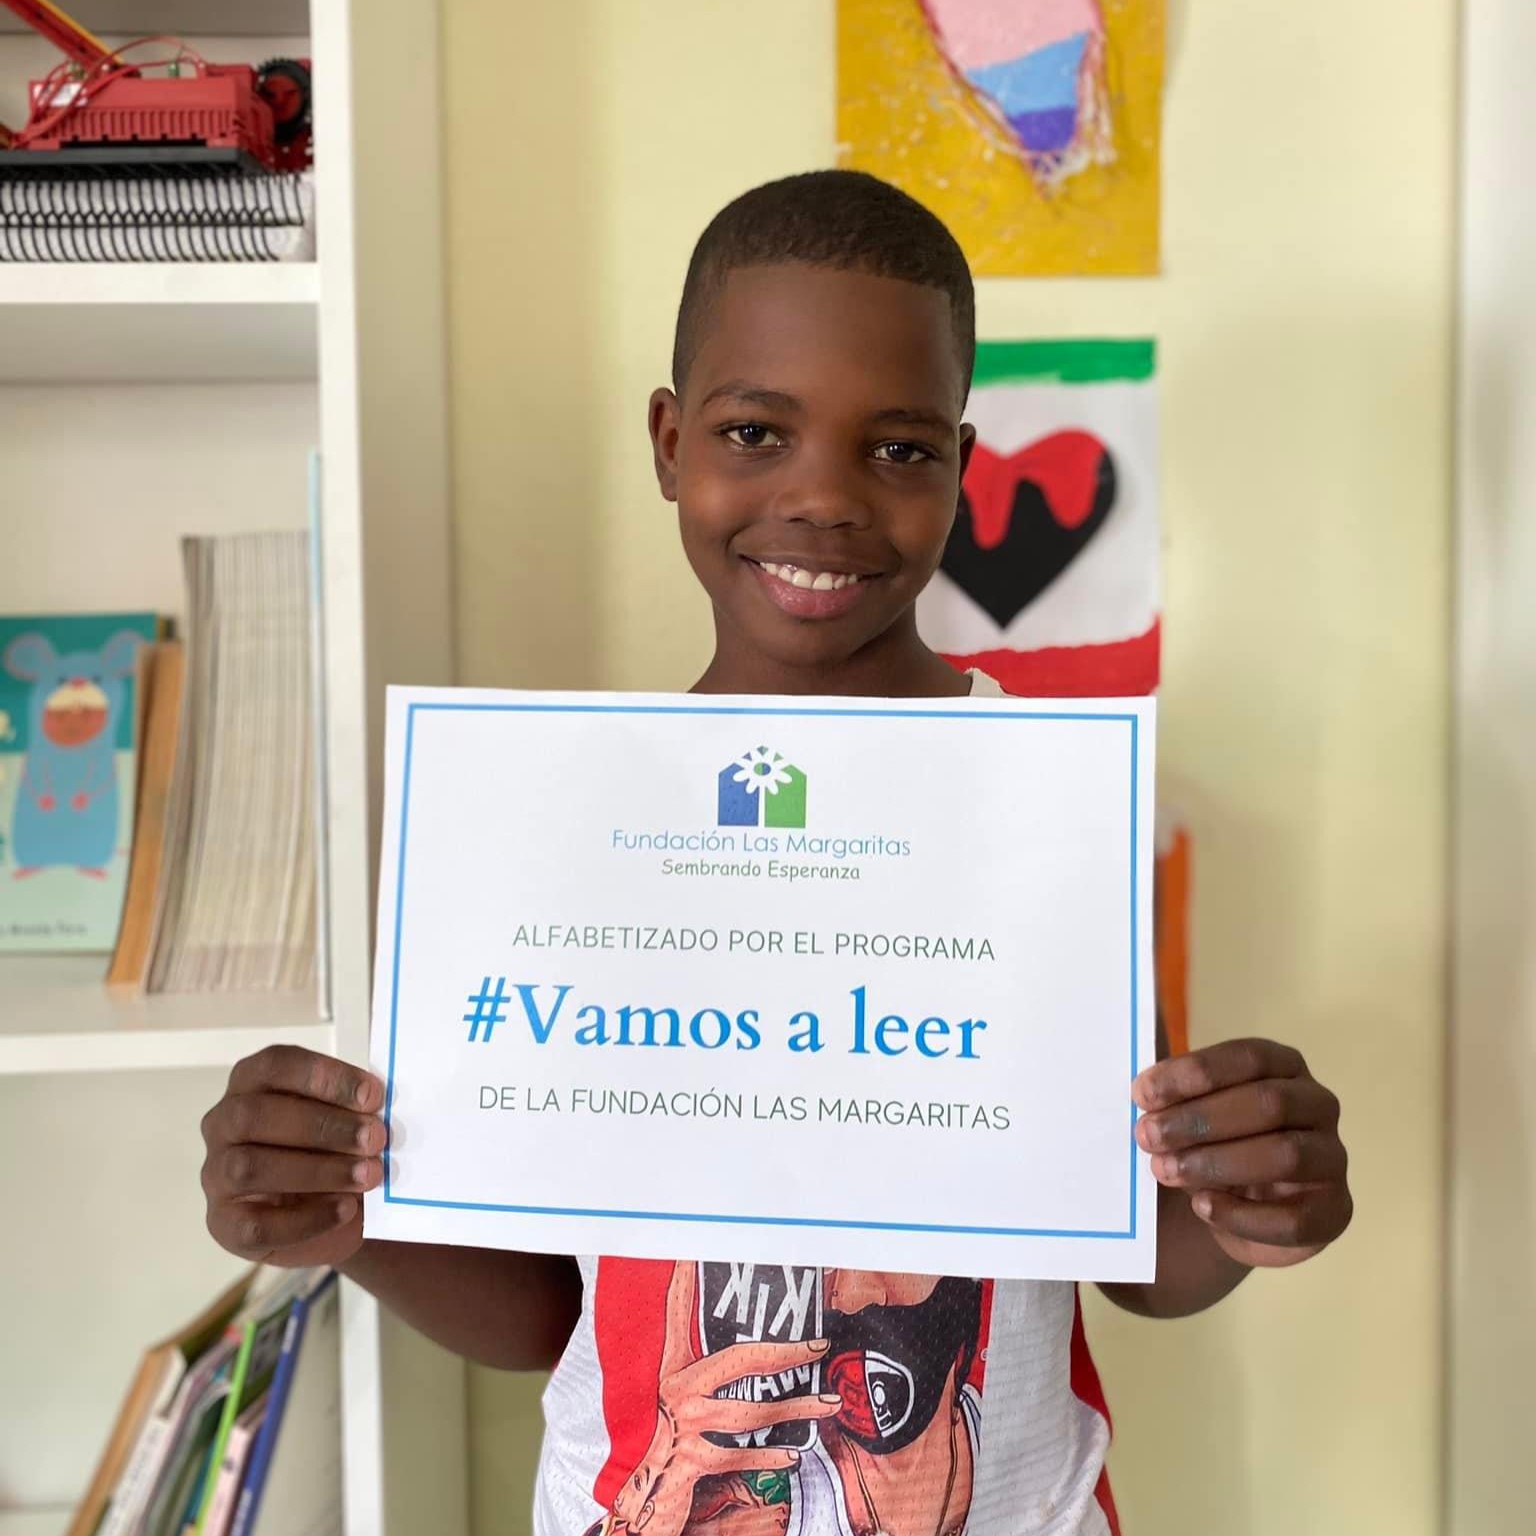 Fundación Las Margaritas
Sembrando Esperanza
ALFABETIZADO POR EL PROGRAMA
#Vamos a leer
DE LA FUNDACIÓN LAS MARGARITAS